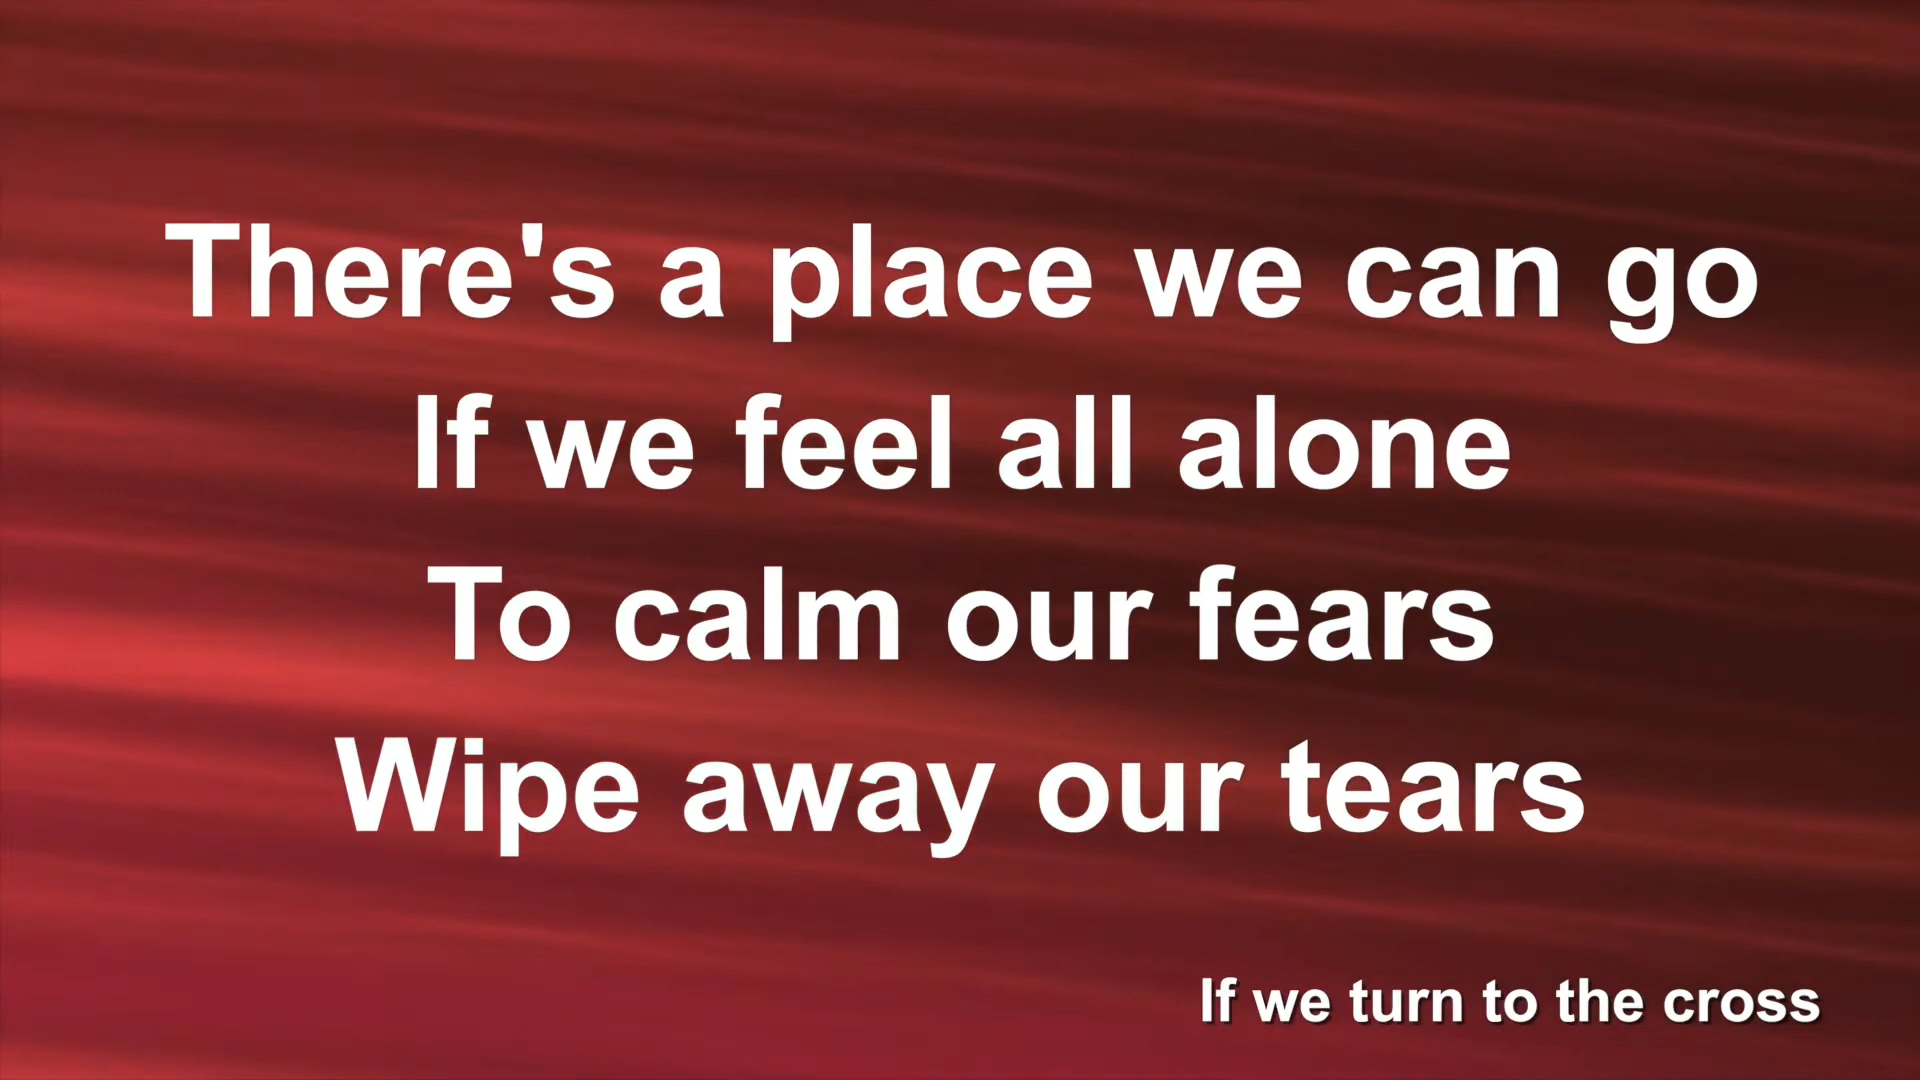 There's a place we can go
If we feel all alone
To calm our fears
Wipe away our tears
If we turn to the cross